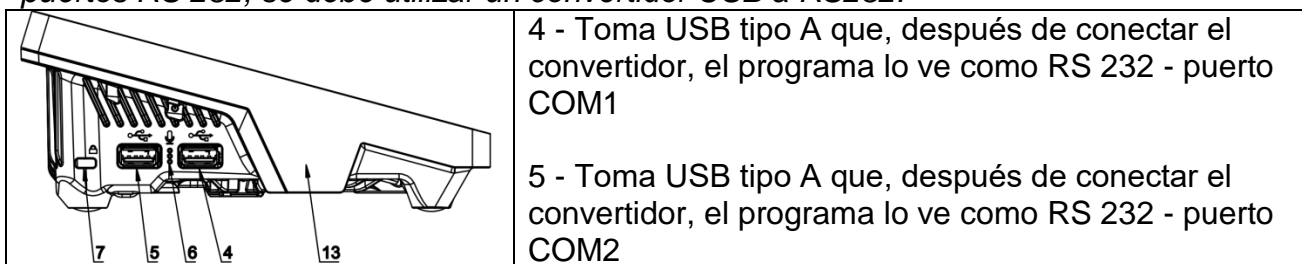 puertos RS 232, se debe utilizar un convertidor USB a RS232.
4 - Toma USB tipo A que, después de conectar el
convertidor, el programa lo ve como RS 232 - puerto
COM1
5 - Toma USB tipo A que, después de conectar el
convertidor, el programa lo ve como RS 232 - puerto
COM2
7 5 6 4 13